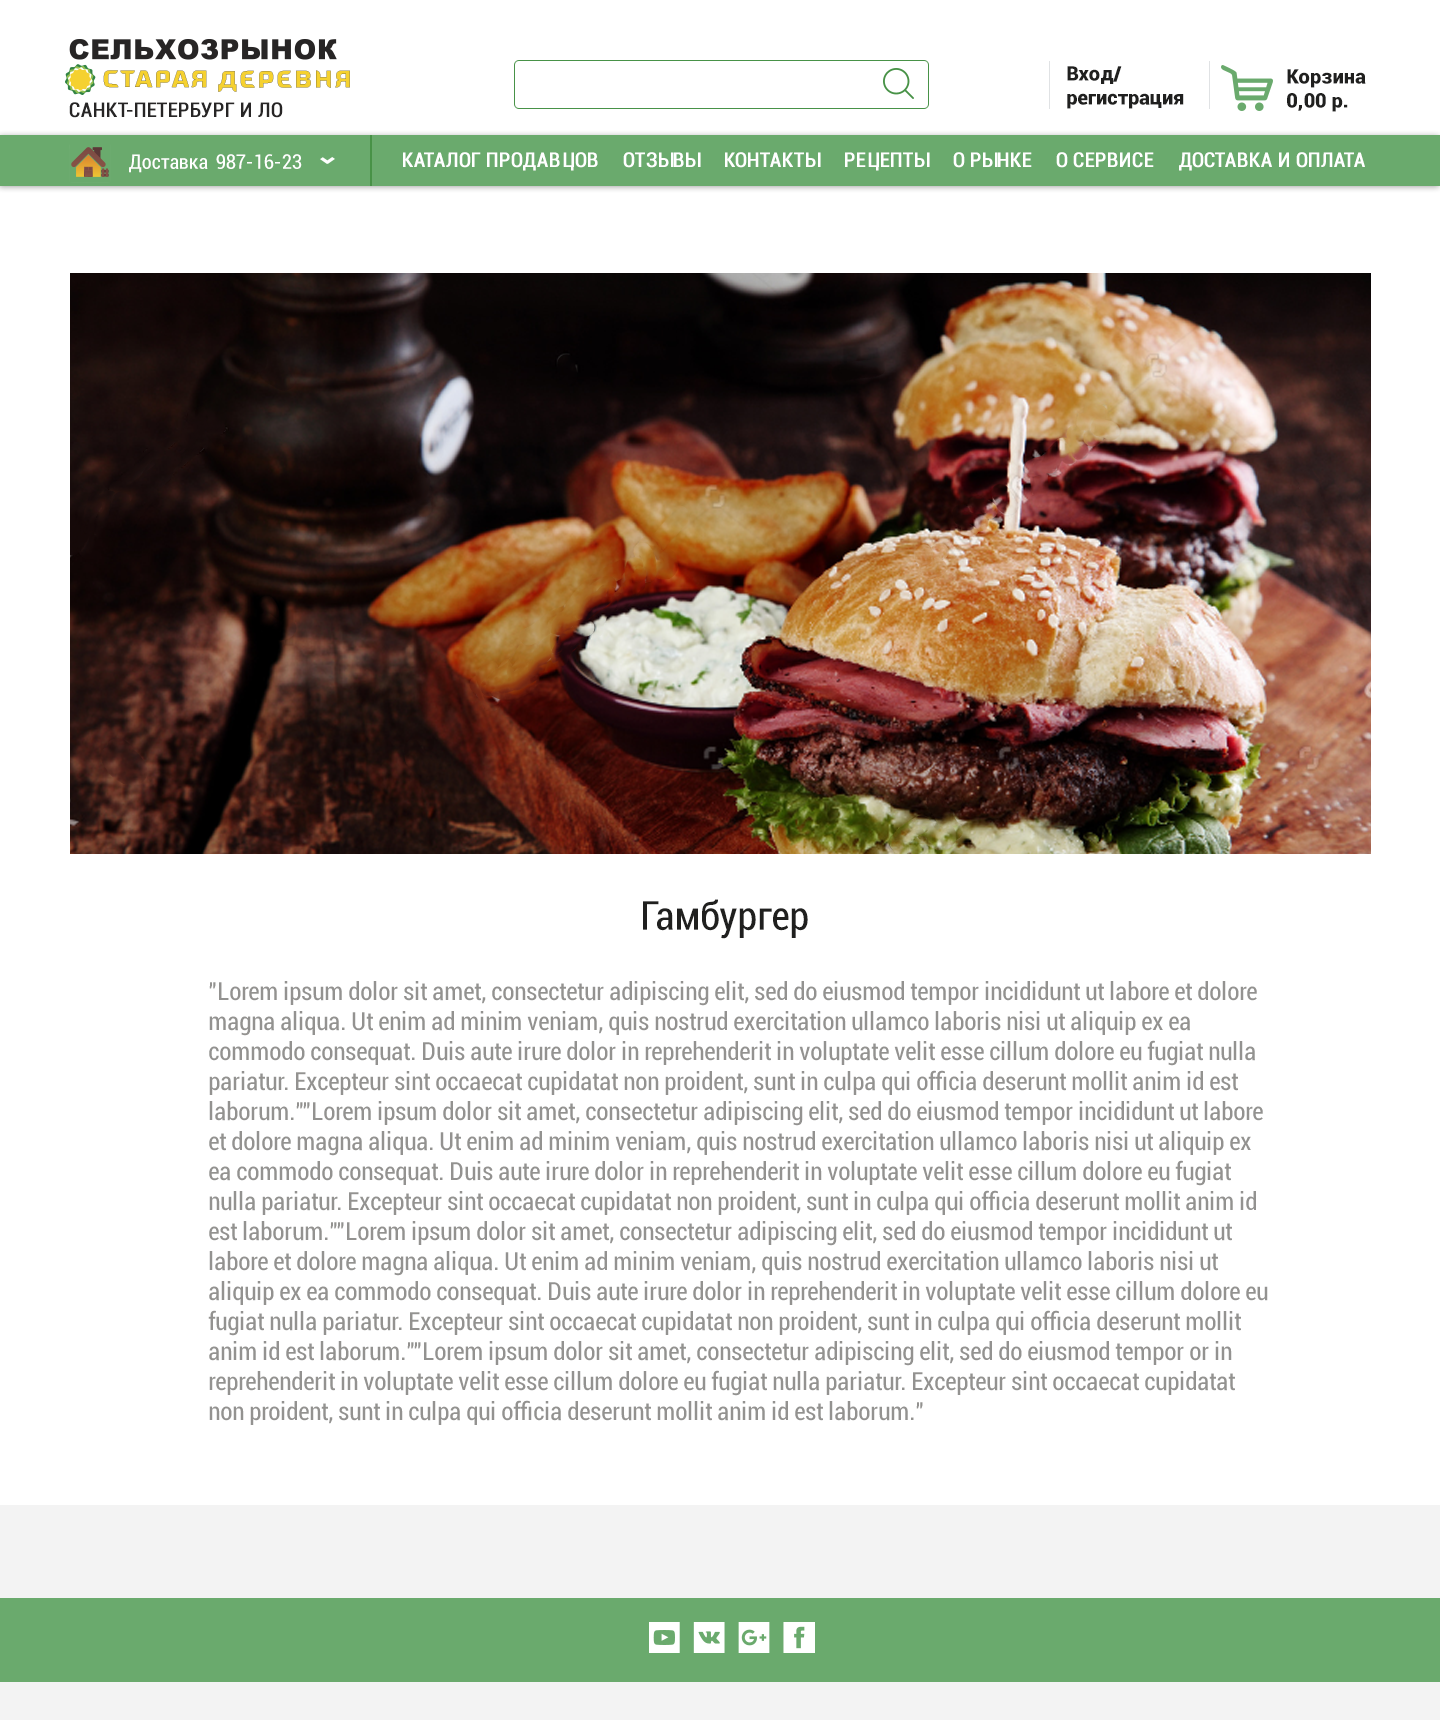 СЕЛЬХОЗРЫНОК
СТАРАЯ ДЕРЕВНЯ
САНКТ-ПЕТЕРБУРГ И ЛО
Вход/
регистрация
Корзина
0,00 р.
Доставка 987-16-23
КАТАЛОГ ПРОДАВЦОВ ОТЗЫВЫ КОНТАКТЫ РЕЦЕПТЫ О РЫНКЕ О СЕРВИСЕ ДОСТАВКА И ОПЛАТА
Гамбургер
"Lorem ipsum dolor sit amet, consectetur adipiscing elit, sed do eiusmod tempor incididunt ut labore et dolore
magna aliqua. Ut enim ad minim veniam, quis nostrud exercitation ullamco laboris nisi ut aliquip ex ea
commodo consequat. Duis aute irure dolor in reprehenderit in voluptate velit esse cillum dolore eu fugiat nulla
pariatur. Excepteur sint occaecat cupidatat non proident, sunt in culpa qui officia deserunt mollit anim id est
laborum.""Lorem ipsum dolor sit amet, consectetur adipiscing elit, sed do eiusmod tempor incididunt ut labore
et dolore magna aliqua. Ut enim ad minim veniam, quis nostrud exercitation ullamco laboris nisi ut aliquip ex
ea commodo consequat. Duis aute irure dolor in reprehenderit in voluptate velit esse cillum dolore eu fugiat
nulla pariatur. Excepteur sint occaecat cupidatat non proident, sunt in culpa qui officia deserunt mollit anim id
est laborum.""Lorem ipsum dolor sit amet, consectetur adipiscing elit, sed do eiusmod tempor incididunt ut
labore et dolore magna aliqua. Ut enim ad minim veniam, quis nostrud exercitation ullamco laboris nisi ut
aliquip ex ea commodo consequat. Duis aute irure dolor in reprehenderit in voluptate velit esse cillum dolore eu
fugiat nulla pariatur. Excepteur sint occaecat cupidatat non proident, sunt in culpa qui officia deserunt mollit
anim id est laborum.""Lorem ipsum dolor sit amet, consectetur adipiscing elit, sed do eiusmod tempor or in
reprehenderit in voluptate velit esse cillum dolore eu fugiat nulla pariatur. Excepteur sint occaecat cupidatat
non proident, sunt in culpa qui officia deserunt mollit anim id est laborum."